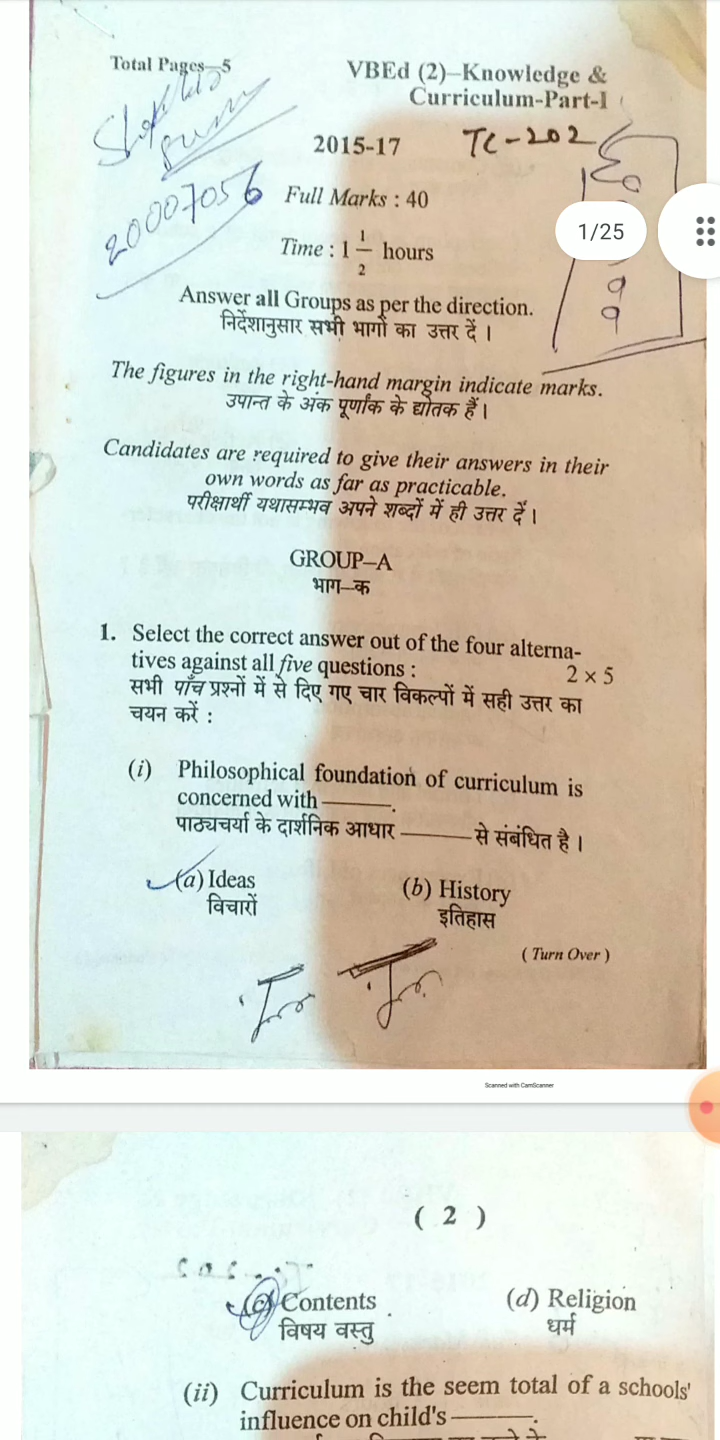 Total Pages—5
VBEd (2)—Knowledge &
Curriculum-Part-I
2015-17 TC-202
20007056
Full Marks : 40
1/25
Time : 1 1/2 hours
Answer all Groups as per the direction.
निर्देशानुसार सभी भागों का उत्तर दें ।
The figures in the right-hand margin indicate marks.
उपान्त के अंक पूर्णांक के द्योतक हैं ।
Candidates are required to give their answers in their
own words as far as practicable.
परीक्षार्थी यथासम्भव अपने शब्दों में ही उत्तर दें ।
GROUP–A
भाग–क
1. Select the correct answer out of the four alterna-
tives against all five questions : 2 × 5
सभी पाँच प्रश्नों में से दिए गए चार विकल्पों में सही उत्तर का
चयन करें :
(i) Philosophical foundation of curriculum is
concerned with ———.
पाठ्यचर्या के दार्शनिक आधार ——— से संबंधित है ।
(a) Ideas (b) History
विचारों इतिहास
( Turn Over )
Scanned with CamScanner
( 2 )
(c) Contents (d) Religion
विषय वस्तु धर्म
(ii) Curriculum is the seem total of a schools'
influence on child's ———.